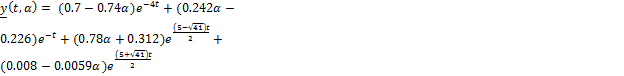 y(t, α) = (0.7 − 0.74α)e^{−4t} + (0.242α −
0.226)e^{−t} + (0.78α + 0.312)e^{(5−√41)t/2} +
(0.008 − 0.0059α)e^{(5+√41)t/2}